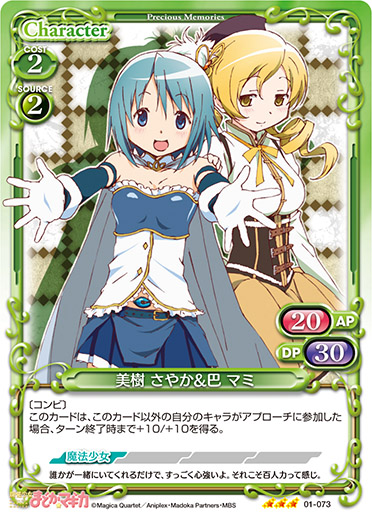 Precious Memories
Character
COST
2
SOURCE
2
20 AP
DP 30
美樹 さやか&巴 マミ
〔コンビ〕
このカードは、このカード以外の自分のキャラがアプローチに参加した
場合、ターン終了時まで+10/+10を得る。
魔法少女
誰かが一緒にいてくれるだけで、すっごく心強いよ。それこそ百人力って感じ。
まどか☆マギカ
©Magica Quartet／Aniplex・Madoka Partners・MBS
01-073